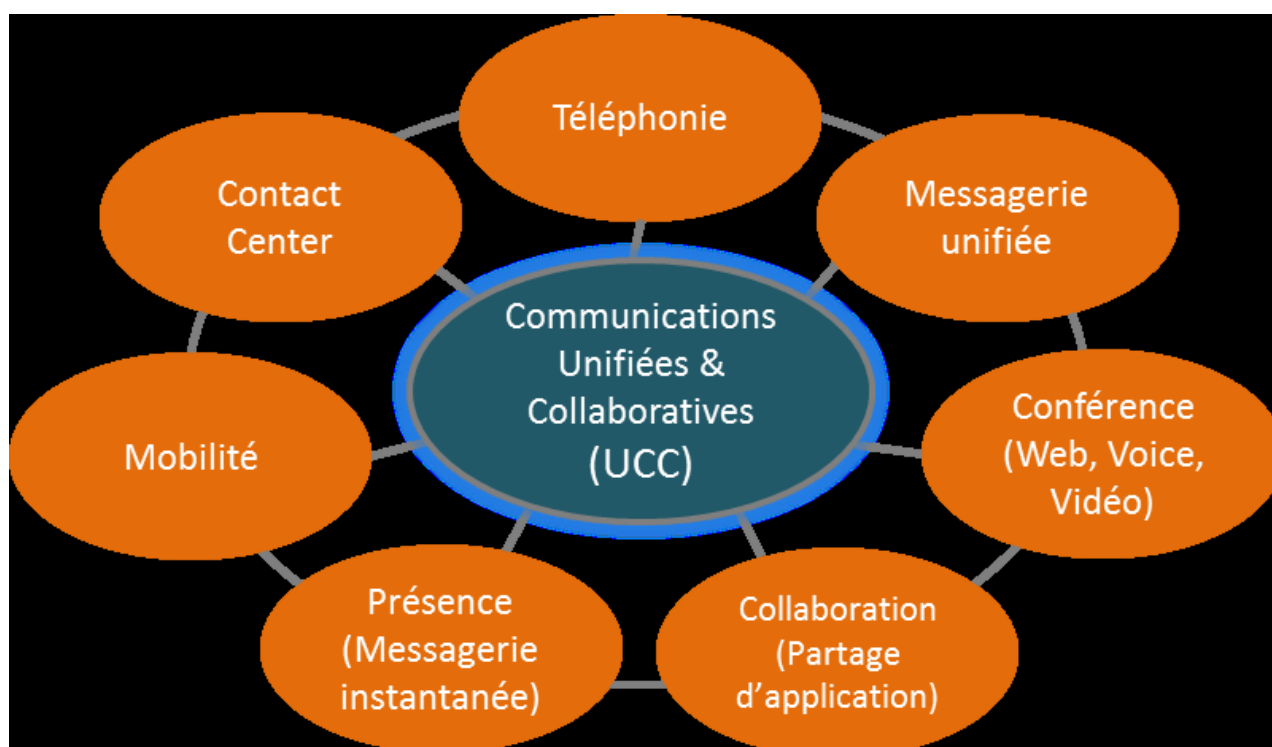 Téléphonie
Contact
Center
Messagerie
unifiée
Communications
Unifiées &
Collaboratives
(UCC)
Mobilité
Conférence
(Web, Voice,
Vidéo)
Présence
(Messagerie
instantanée)
Collaboration
(Partage
d’application)